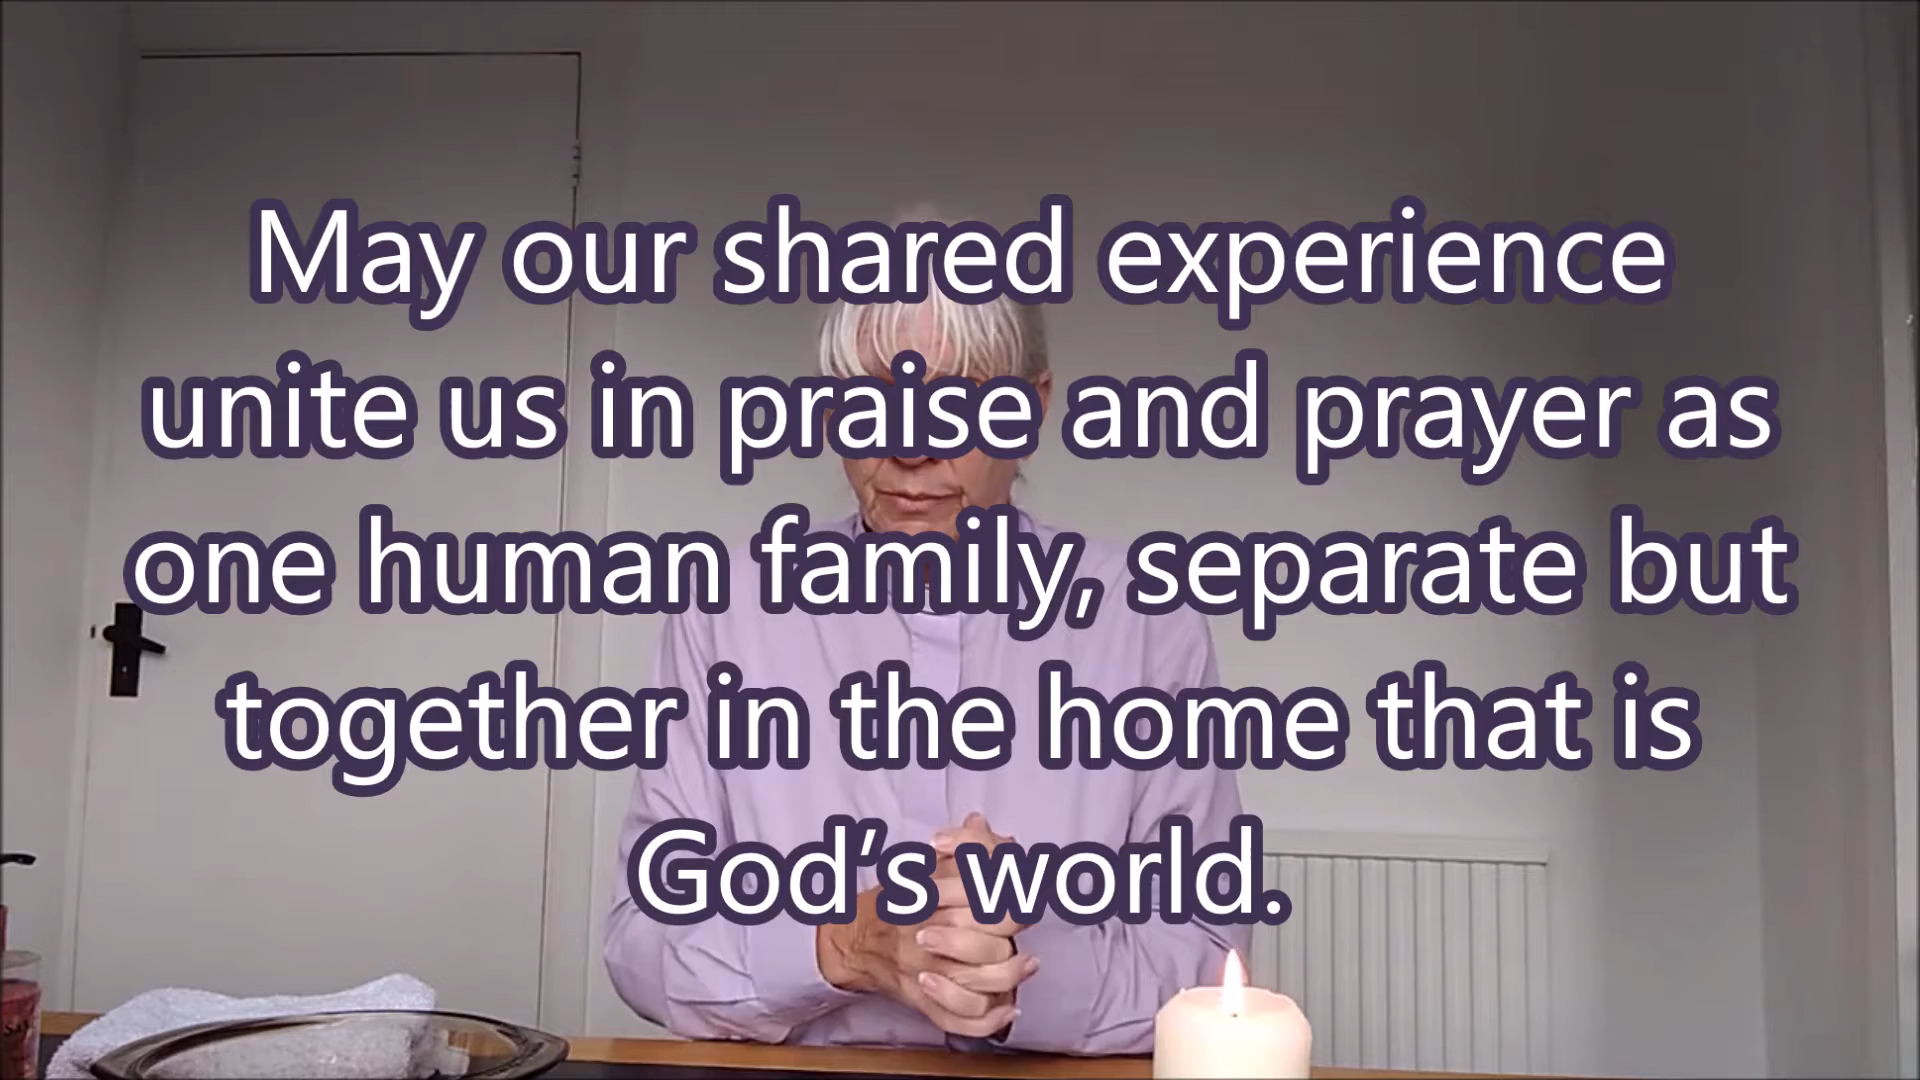 May our shared experience
unite us in praise and prayer as
one human family, separate but
together in the home that is
God’s world.